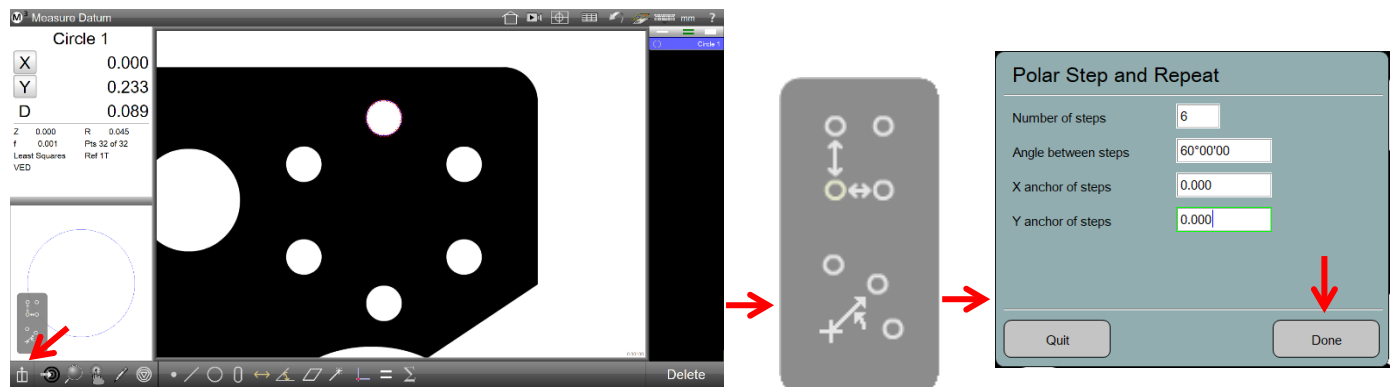 M³ Measure Datum
mm ?
Circle 1
X 0.000
Y 0.233
D 0.089
Z 0.000 R 0.045
f 0.001 Pts 32 of 32
Least Squares Ref 1T
VED
Circle 1
Delete
Polar Step and Repeat
Number of steps 6
Angle between steps 60°00'00
X anchor of steps 0.000
Y anchor of steps 0.000
Quit Done